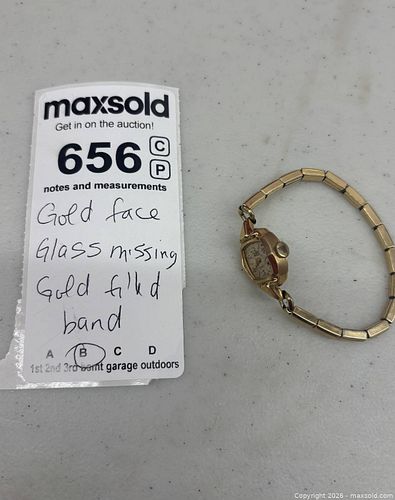 maxsold
Get in on the auction!
656 C
P
notes and measurements
Gold face
Glass missing
Gold fill'd
band
A B C D
1st 2nd 3rd bsmt garage outdoors
Copyright 2026 - maxsold.com